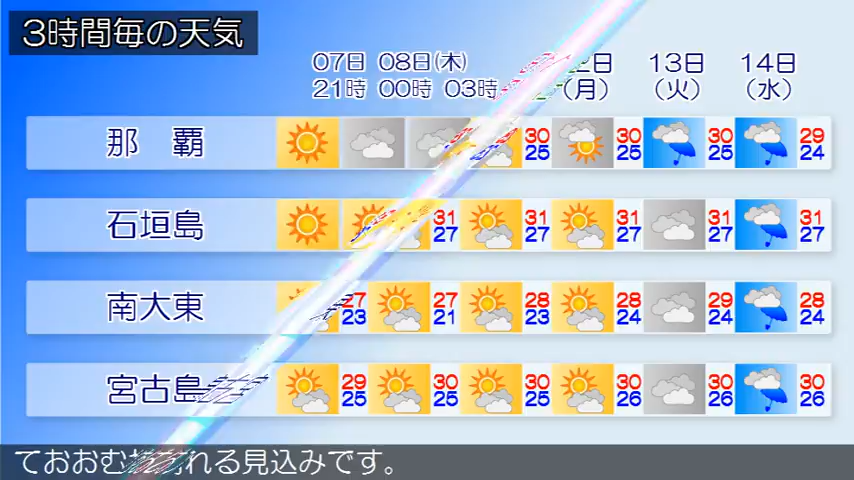 3時間毎の天気
07日 08日(木) 2日 13日 14日
21時 00時 03時 (月) (火) (水)
那覇 30 25 30 25 30 25 29 24
石垣島 31 27 31 27 31 27 31 27 31 27
南大東 27 23 27 21 28 23 28 24 29 24 28 24
宮古島 29 25 30 25 30 25 30 26 30 26 30 26
ておおむね晴れる見込みです。